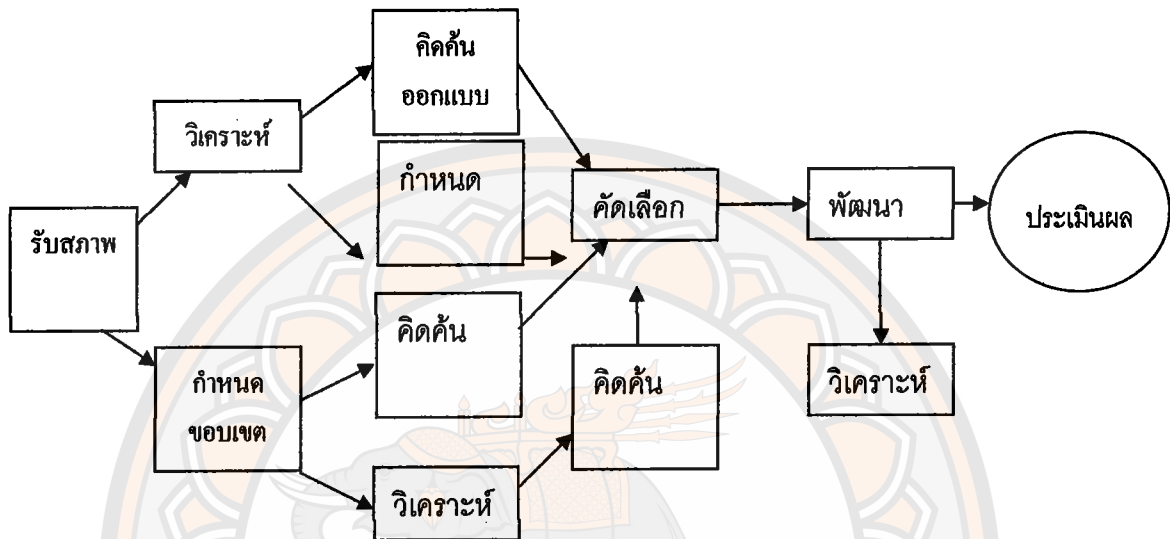 รับสภาพ
วิเคราะห์
กำหนด
ขอบเขต
คิดค้น
ออกแบบ
กำหนด
คิดค้น
วิเคราะห์
คัดเลือก
คิดค้น
พัฒนา
วิเคราะห์
ประเมินผล